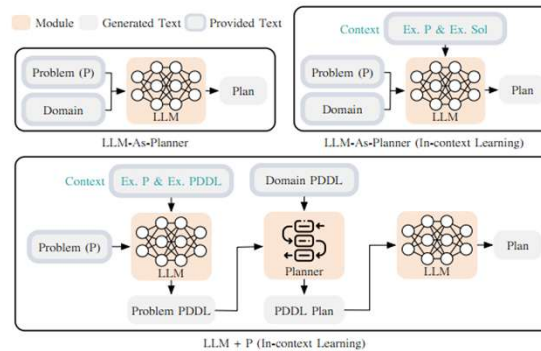 Module Generated Text Provided Text
Problem (P)
Domain
LLM
Plan
LLM-As-Planner
Context Ex. P & Ex. Sol
Problem (P)
Domain
LLM
Plan
LLM-As-Planner (In-context Learning)
Context Ex. P & Ex. PDDL
Domain PDDL
Problem (P)
LLM
Planner
LLM
Plan
Problem PDDL
PDDL Plan
LLM + P (In-context Learning)